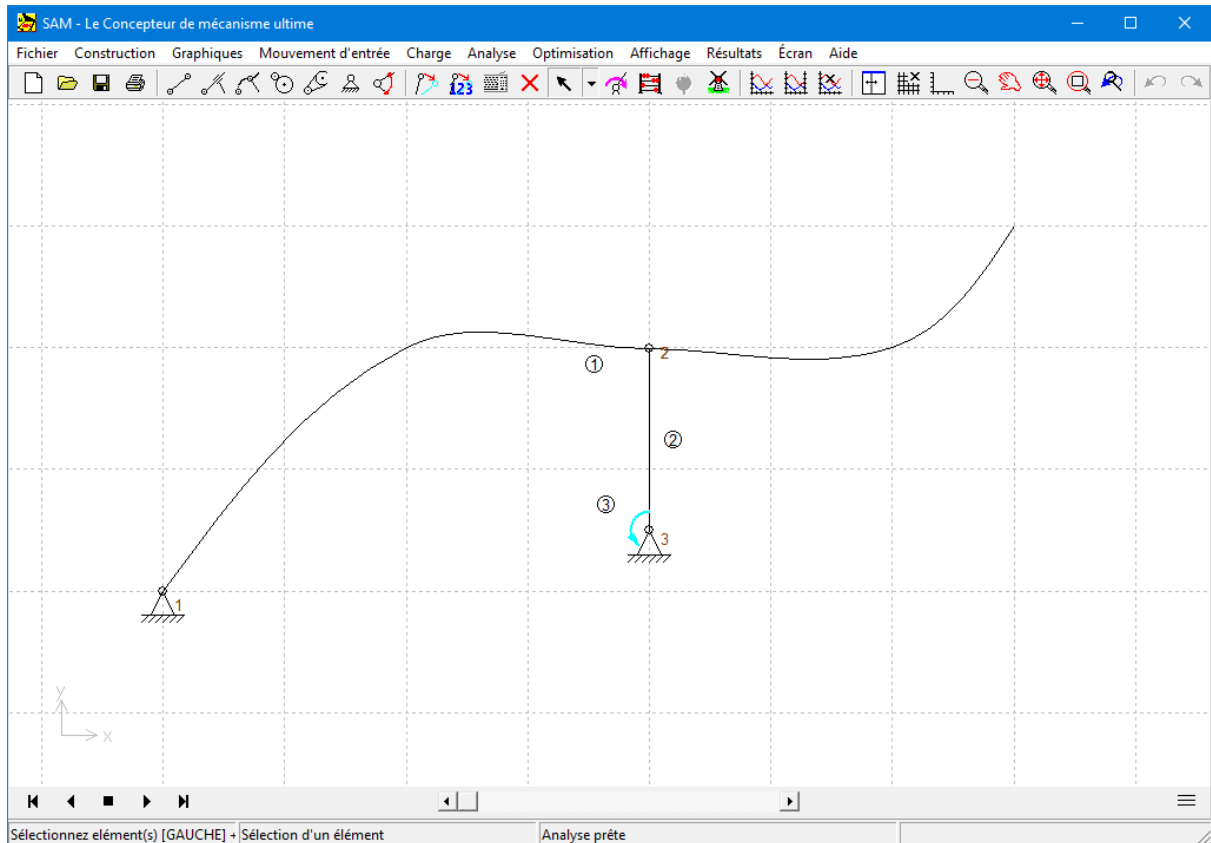 SAM - Le Concepteur de mécanisme ultime
Fichier Construction Graphiques Mouvement d'entrée Charge Analyse Optimisation Affichage Résultats Écran Aide
123
2
①
②
③
3
1
y
x
Sélectionnez elément(s) [GAUCHE] + Sélection d'un élément Analyse prête